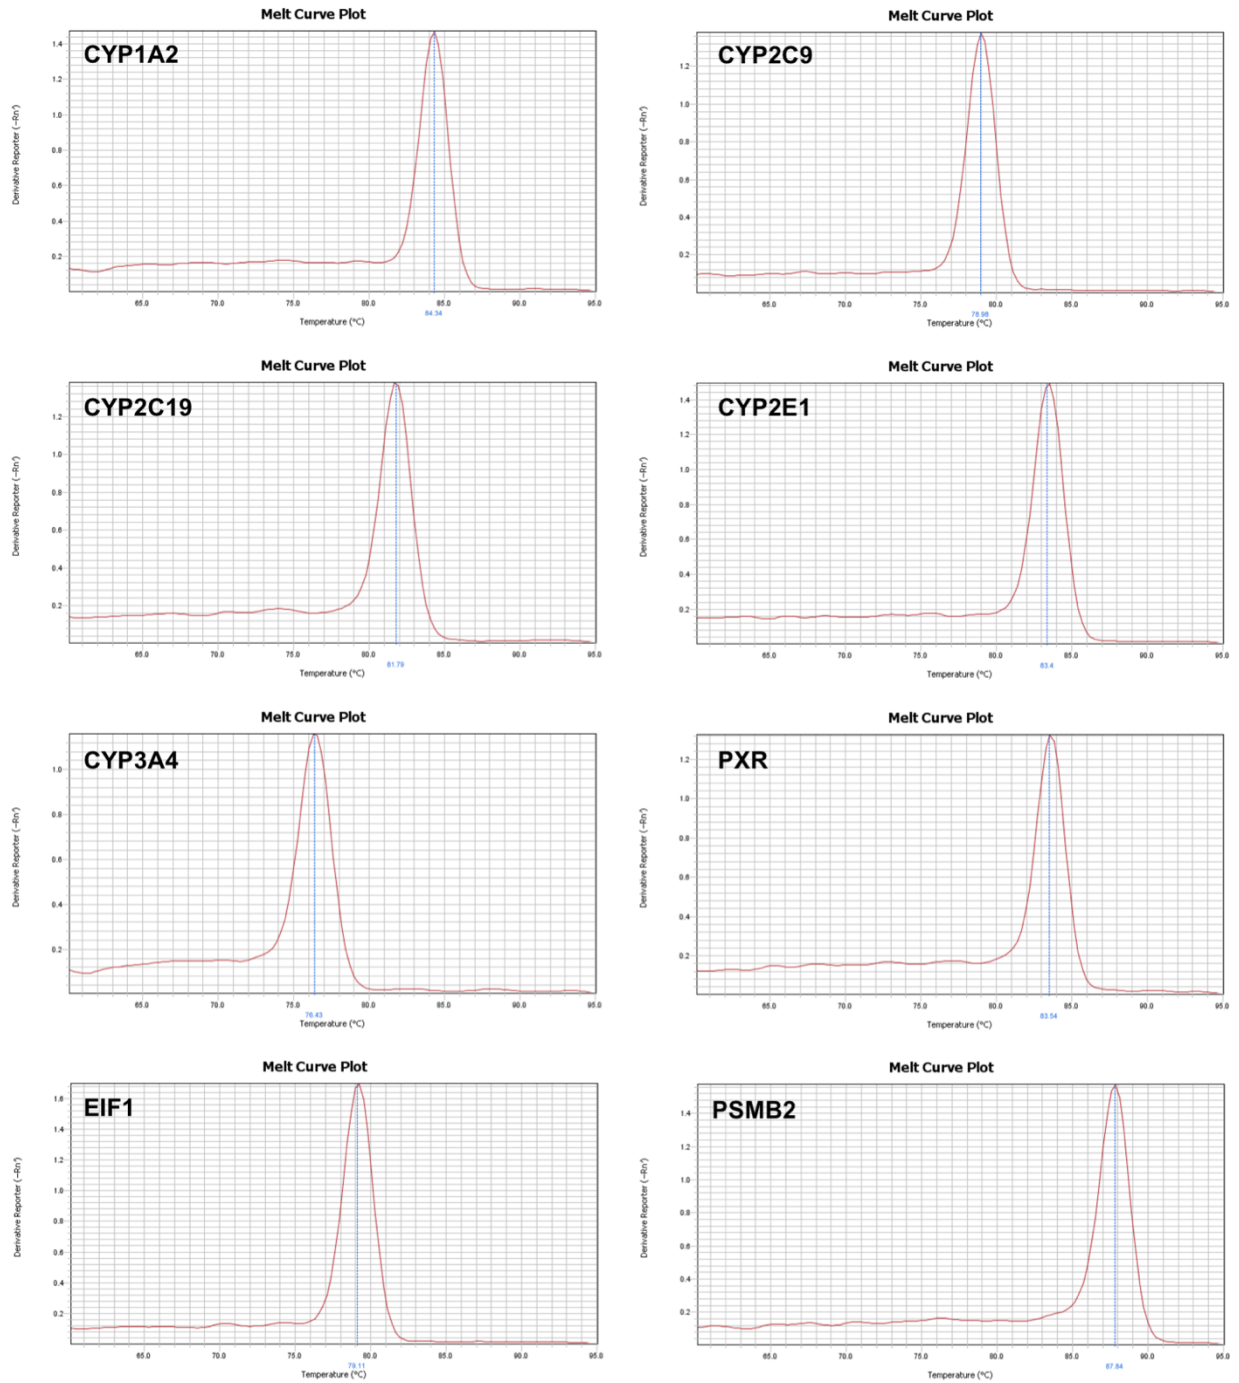 Melt Curve Plot
CYP1A2
Derivative Reporter (-Rn')
1.4
1.2
1.0
0.8
0.6
0.4
0.2
65.0 70.0 75.0 80.0 85.0 90.0 95.0
84.34
Temperature (°C)
Melt Curve Plot
CYP2C9
Derivative Reporter (-Rn')
1.2
1.0
0.8
0.6
0.4
0.2
65.0 70.0 75.0 80.0 85.0 90.0 95.0
78.98
Temperature (°C)
Melt Curve Plot
CYP2C19
Derivative Reporter (-Rn')
1.2
1.0
0.8
0.6
0.4
0.2
65.0 70.0 75.0 80.0 85.0 90.0 95.0
81.79
Temperature (°C)
Melt Curve Plot
CYP2E1
Derivative Reporter (-Rn')
1.4
1.2
1.0
0.8
0.6
0.4
0.2
65.0 70.0 75.0 80.0 85.0 90.0 95.0
83.4
Temperature (°C)
Melt Curve Plot
CYP3A4
Derivative Reporter (-Rn')
1.0
0.8
0.6
0.4
0.2
65.0 70.0 75.0 80.0 85.0 90.0 95.0
76.43
Temperature (°C)
Melt Curve Plot
PXR
Derivative Reporter (-Rn')
1.2
1.0
0.8
0.6
0.4
0.2
65.0 70.0 75.0 80.0 85.0 90.0 95.0
83.54
Temperature (°C)
Melt Curve Plot
EIF1
Derivative Reporter (-Rn')
1.6
1.4
1.2
1.0
0.8
0.6
0.4
0.2
65.0 70.0 75.0 80.0 85.0 90.0 95.0
79.11
Temperature (°C)
Melt Curve Plot
PSMB2
Derivative Reporter (-Rn')
1.4
1.2
1.0
0.8
0.6
0.4
0.2
65.0 70.0 75.0 80.0 85.0 90.0 95.0
87.84
Temperature (°C)